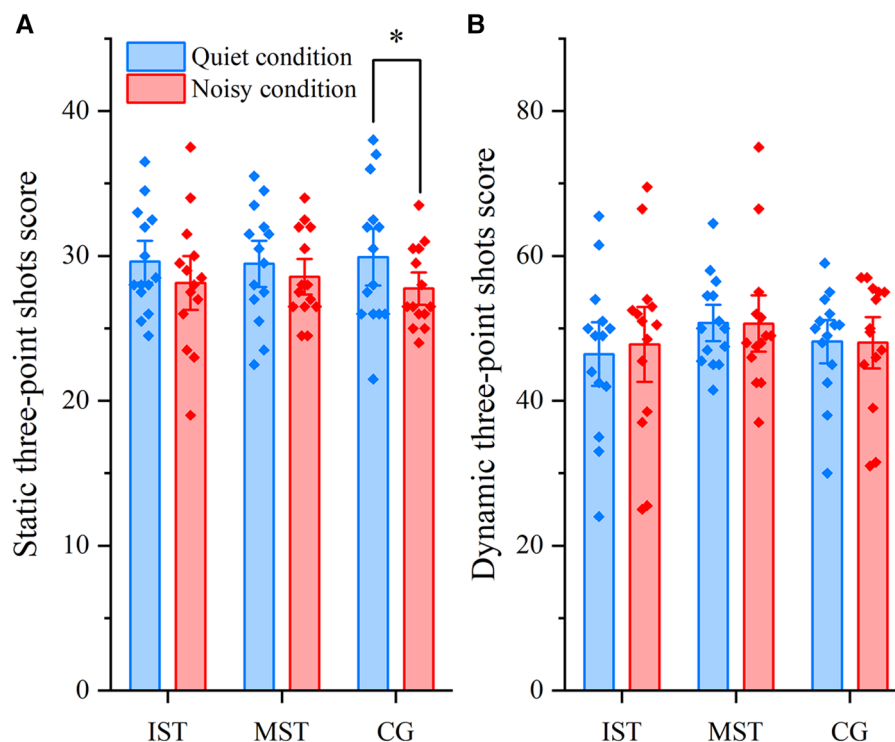 A
Quiet condition
Noisy condition
*
Static three-point shots score
40
30
20
10
0
IST MST CG
B
Dynamic three-point shots score
80
60
40
20
0
IST MST CG